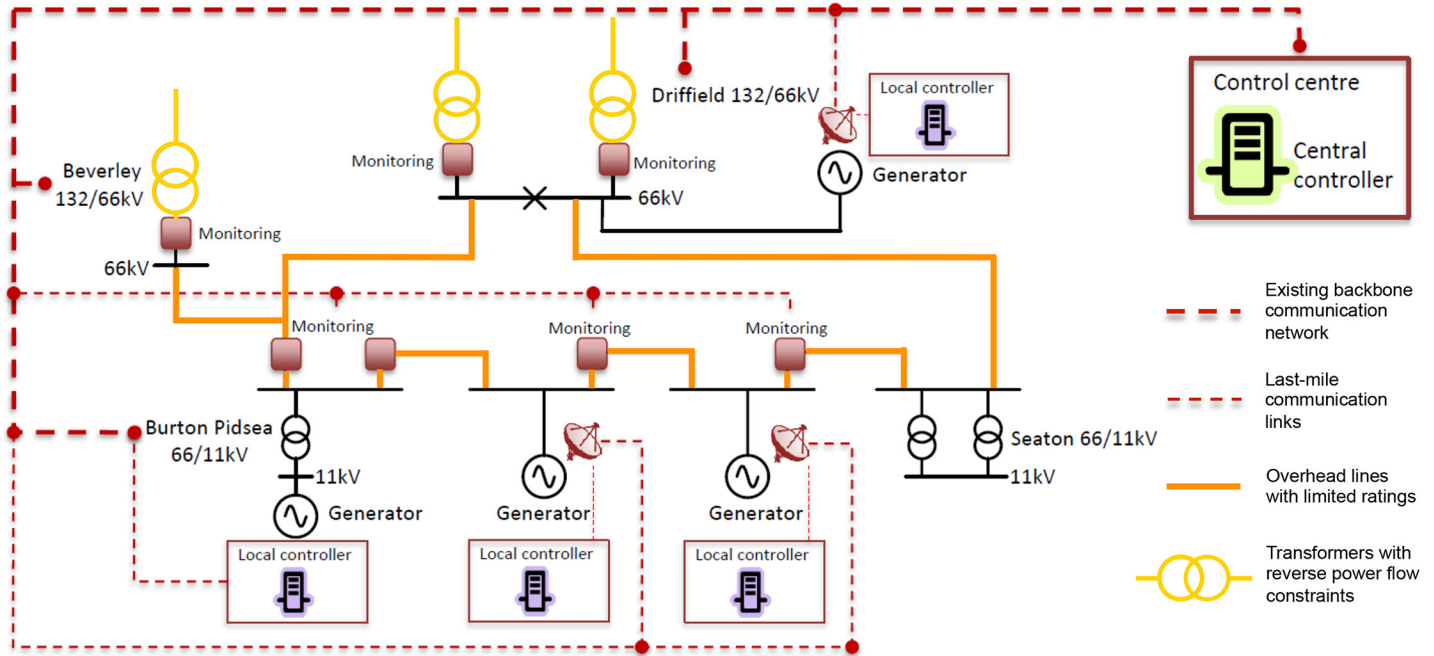 Driffield 132/66kV
Local controller
Control centre
Central
controller
Monitoring
Monitoring
Generator
Beverley
132/66kV
66kV
Monitoring
66kV
Existing backbone
communication
network
Monitoring
Monitoring
Monitoring
Last-mile
communication
links
Burton Pidsea
66/11kV
Seaton 66/11kV
11kV
11kV
Overhead lines
with limited ratings
Generator
Generator
Generator
Local controller
Local controller
Local controller
Transformers with
reverse power flow
constraints